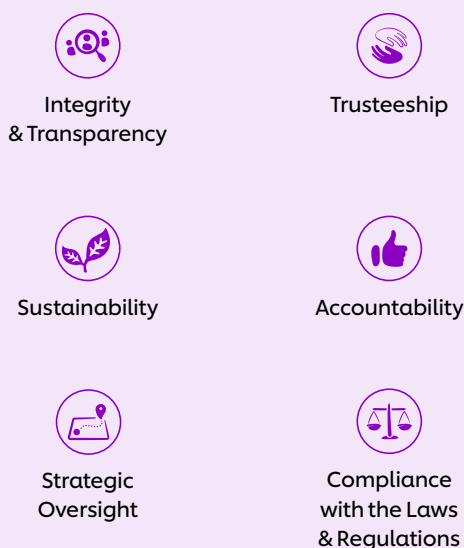 Integrity
& Transparency
Trusteeship
Sustainability
Accountability
Strategic
Oversight
Compliance
with the Laws
& Regulations